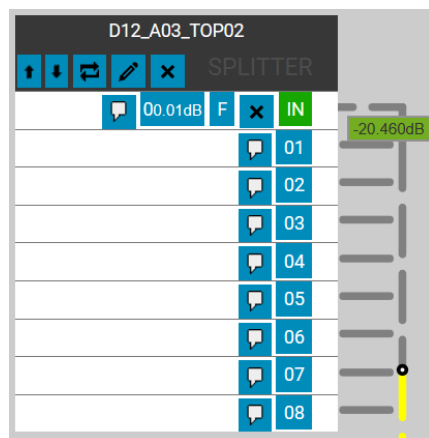 D12_A03_TOP02
SPLITTER
00.01dB F IN
-20.460dB
01
02
03
04
05
06
07
08